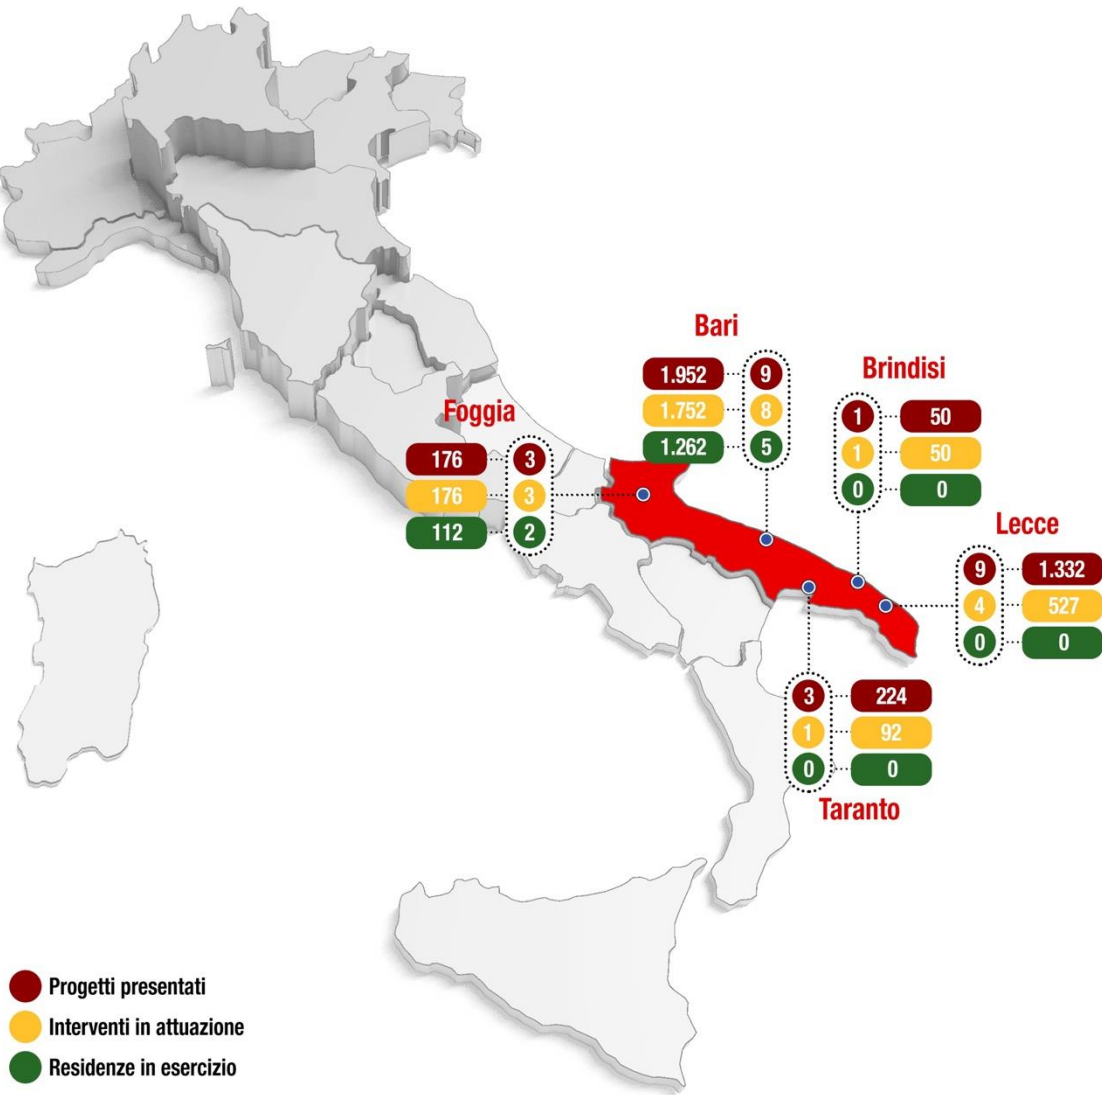 Bari
1.952 9
1.752 8
1.262 5
Brindisi
1 50
1 50
0 0
Foggia
176 3
176 3
112 2
Lecce
9 1.332
4 527
0 0
3 224
1 92
0 0
Taranto
Progetti presentati
Interventi in attuazione
Residenze in esercizio